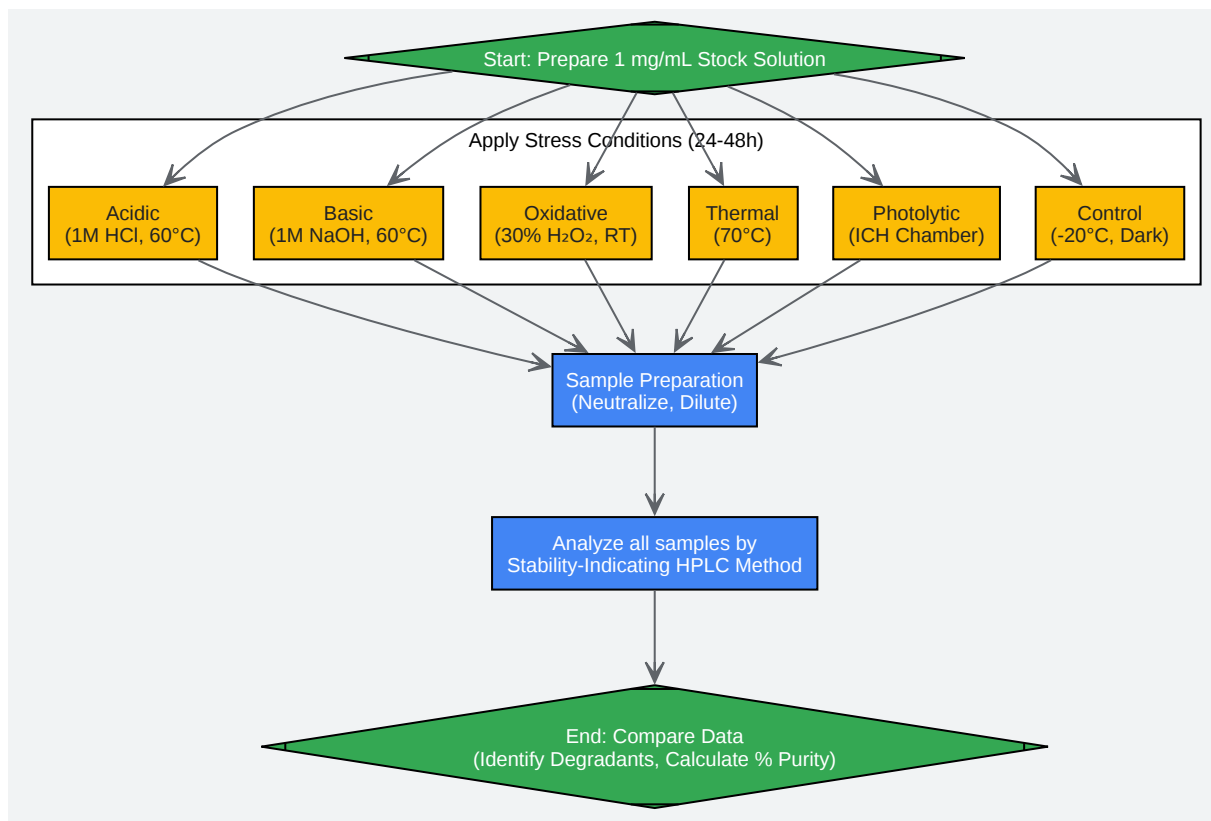 Start: Prepare 1 mg/mL Stock Solution
Apply Stress Conditions (24-48h)
Acidic
(1M HCl, 60°C)
Basic
(1M NaOH, 60°C)
Oxidative
(30% H₂O₂, RT)
Thermal
(70°C)
Photolytic
(ICH Chamber)
Control
(-20°C, Dark)
Sample Preparation
(Neutralize, Dilute)
Analyze all samples by
Stability-Indicating HPLC Method
End: Compare Data
(Identify Degradants, Calculate % Purity)